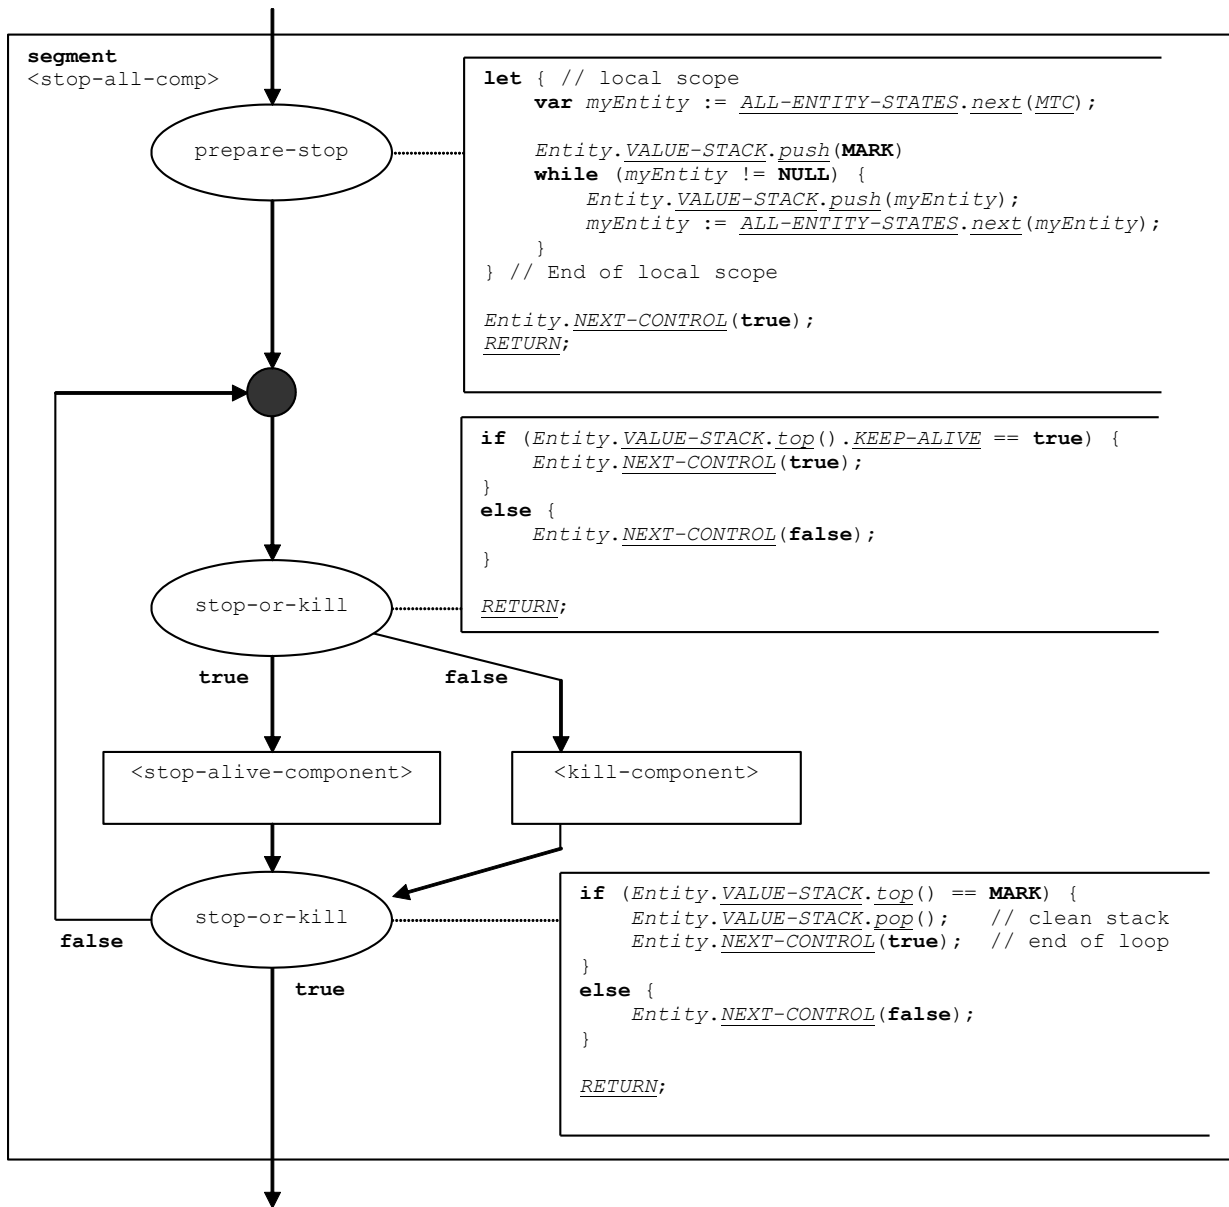 segment
<stop-all-comp>
prepare-stop
let { // local scope
    var myEntity := ALL-ENTITY-STATES.next(MTC);

    Entity.VALUE-STACK.push(MARK)
    while (myEntity != NULL) {
        Entity.VALUE-STACK.push(myEntity);
        myEntity := ALL-ENTITY-STATES.next(myEntity);
    }
} // End of local scope

Entity.NEXT-CONTROL(true);
RETURN;
if (Entity.VALUE-STACK.top().KEEP-ALIVE == true) {
    Entity.NEXT-CONTROL(true);
}
else {
    Entity.NEXT-CONTROL(false);
}

RETURN;
stop-or-kill
true
false
<stop-alive-component>
<kill-component>
stop-or-kill
false
true
if (Entity.VALUE-STACK.top() == MARK) {
    Entity.VALUE-STACK.pop();   // clean stack
    Entity.NEXT-CONTROL(true);  // end of loop
}
else {
    Entity.NEXT-CONTROL(false);
}

RETURN;